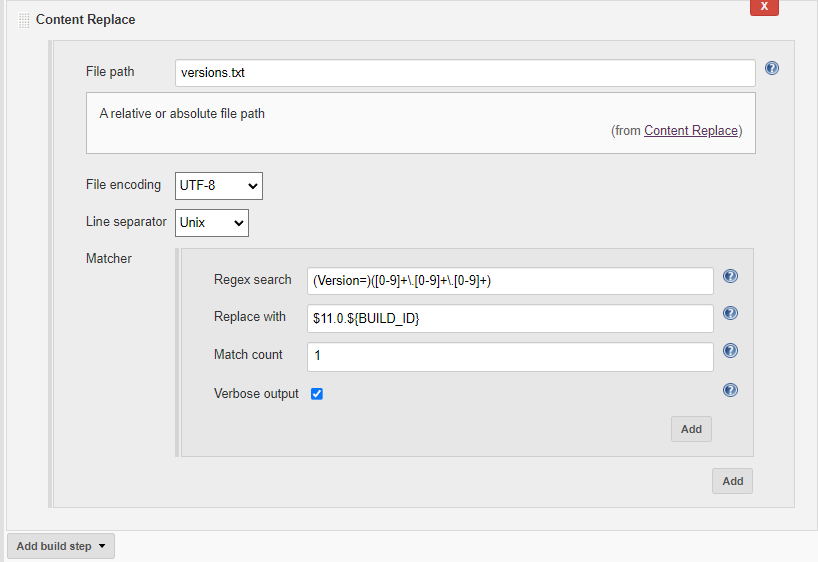 X
Content Replace
File path versions.txt ?
A relative or absolute file path
(from Content Replace)
File encoding UTF-8
Line separator Unix
Matcher
Regex search (Version=)([0-9]+\.[0-9]+\.[0-9]+) ?
Replace with $11.0.${BUILD_ID} ?
Match count 1 ?
Verbose output ?
Add
Add
Add build step